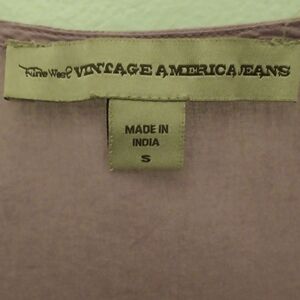 Nine West VINTAGE AMERICA JEANS
MADE IN
INDIA
S